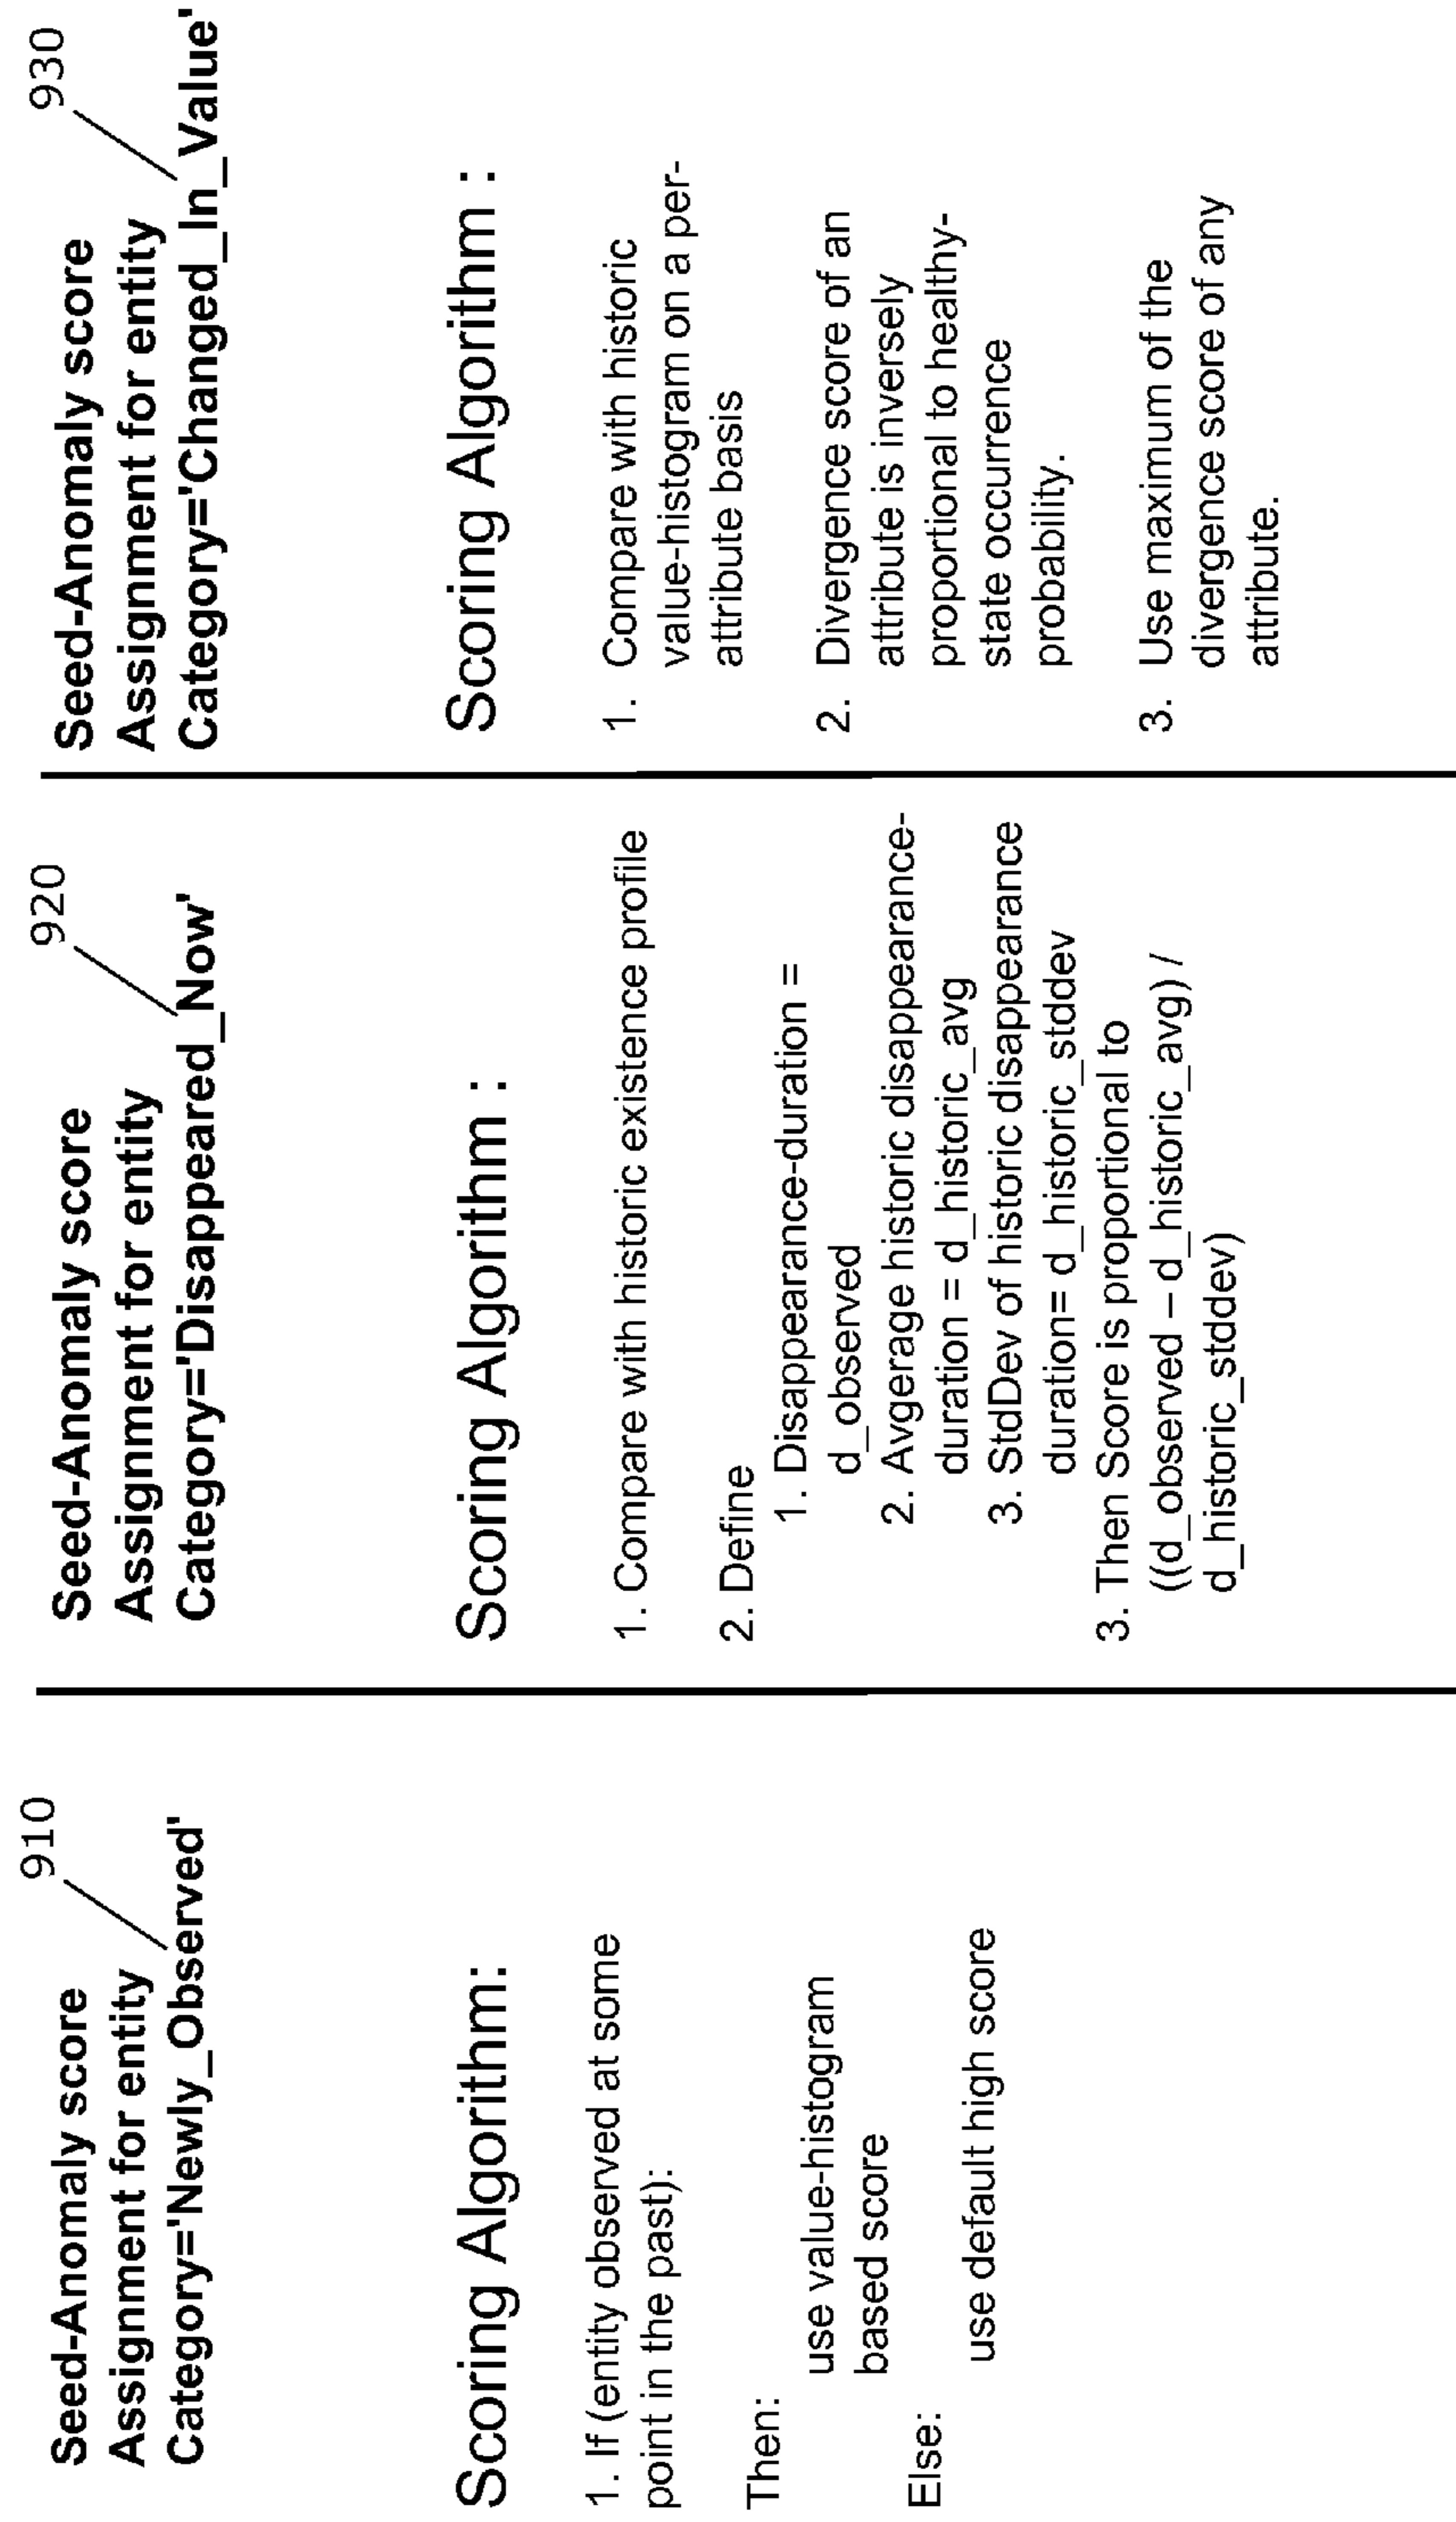 910
Seed-Anomaly score
Assignment for entity
Category='Newly_Observed'
Scoring Algorithm:
1. If (entity observed at some
point in the past):
Then:
use value-histogram
based score
Else:
use default high score
920
Seed-Anomaly score
Assignment for entity
Category='Disappeared_Now'
Scoring Algorithm :
1. Compare with historic existence profile
2. Define
1. Disappearance-duration =
d_observed
2. Avgerage historic disappearance-
duration = d_historic_avg
3. StdDev of historic disappearance
duration= d_historic_stddev
3. Then Score is proportional to
((d_observed – d_historic_avg) /
d_historic_stddev)
930
Seed-Anomaly score
Assignment for entity
Category='Changed_In_Value'
Scoring Algorithm :
1. Compare with historic
value-histogram on a per-
attribute basis
2. Divergence score of an
attribute is inversely
proportional to healthy-
state occurrence
probability.
3. Use maximum of the
divergence score of any
attribute.